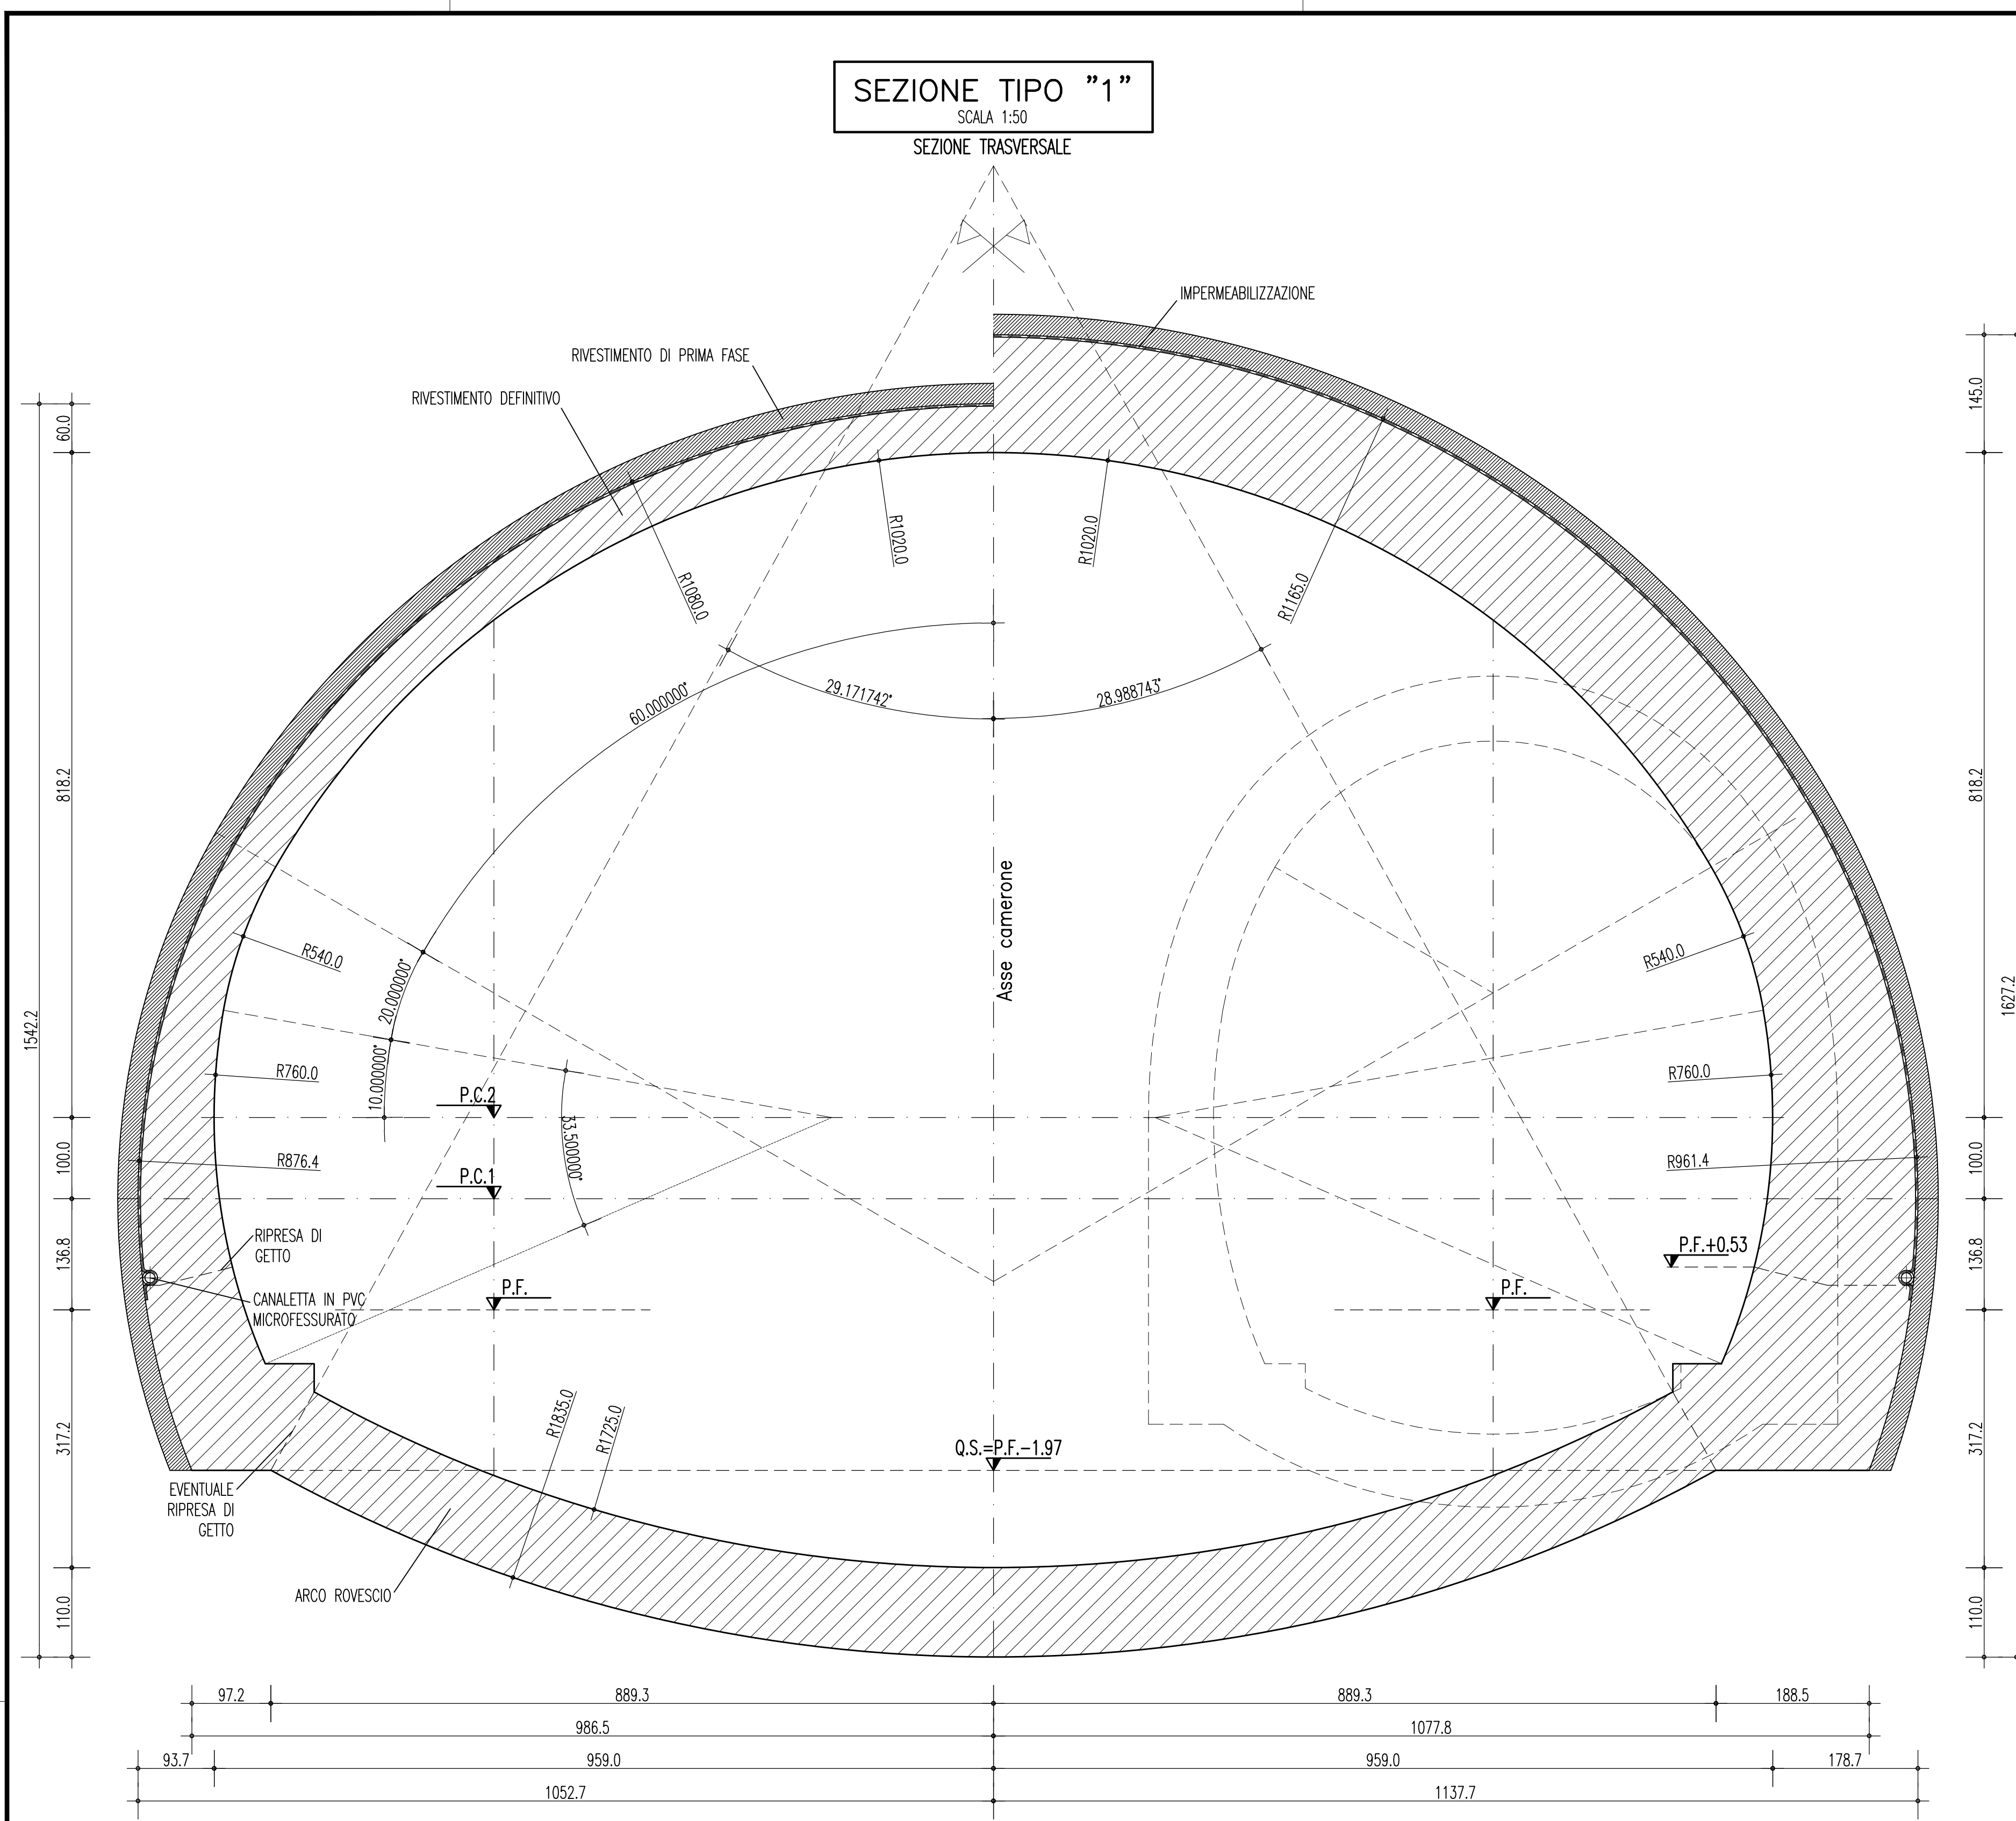 SEZIONE TIPO "1"
SCALA 1:50
SEZIONE TRASVERSALE
IMPERMEABILIZZAZIONE
RIVESTIMENTO DI PRIMA FASE
RIVESTIMENTO DEFINITIVO
60.0
145.0
R1020.0
R1020.0
R1080.0
R1165.0
60.000000°
29.171742°
28.988743°
818.2
818.2
Asse camerone
R540.0
R540.0
20.000000°
1542.2
1627.2
10.000000°
R760.0
R760.0
P.C.2
33.500000°
100.0
100.0
R876.4
R961.4
P.C.1
136.8
136.8
RIPRESA DI
GETTO
P.F.+0.53
P.F.
P.F.
CANALETTA IN PVC
MICROFESSURATO
317.2
317.2
R1835.0
R1725.0
Q.S.=P.F.-1.97
EVENTUALE
RIPRESA DI
GETTO
ARCO ROVESCIO
110.0
110.0
97.2
889.3
889.3
188.5
986.5
1077.8
93.7
959.0
959.0
178.7
1052.7
1137.7